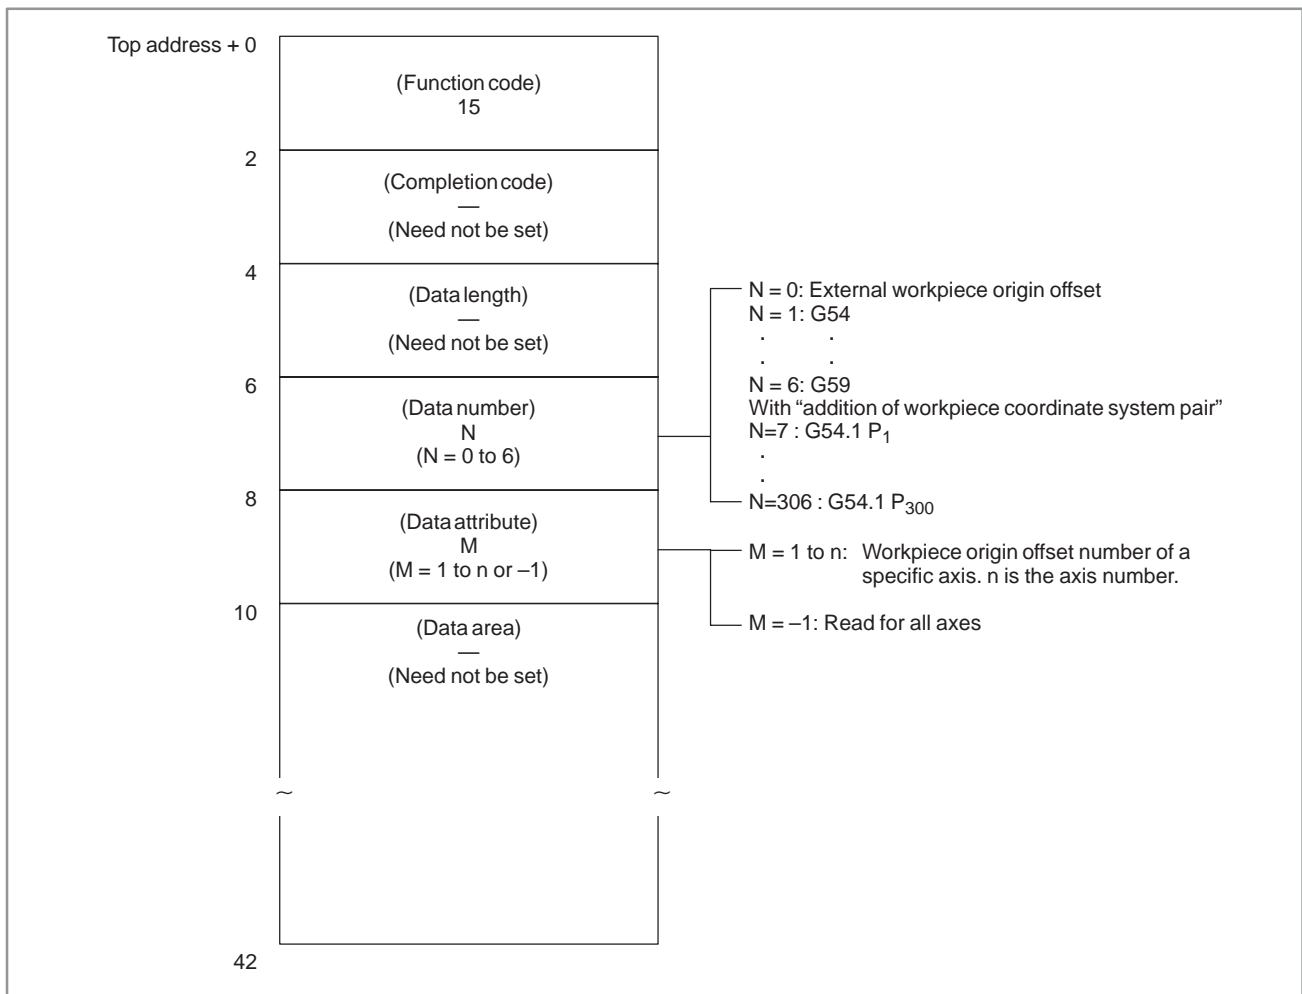 Top address + 0
(Function code)
15
2
(Completion code)
—
(Need not be set)
4
(Data length)
—
(Need not be set)
6
(Data number)
N
(N = 0 to 6)
8
(Data attribute)
M
(M = 1 to n or –1)
10
(Data area)
—
(Need not be set)
~ ~
42
N = 0: External workpiece origin offset
N = 1: G54
. .
. .
N = 6: G59
With “addition of workpiece coordinate system pair”
N=7 : G54.1 P1
.
.
N=306 : G54.1 P300
M = 1 to n: Workpiece origin offset number of a
specific axis. n is the axis number.
M = –1: Read for all axes